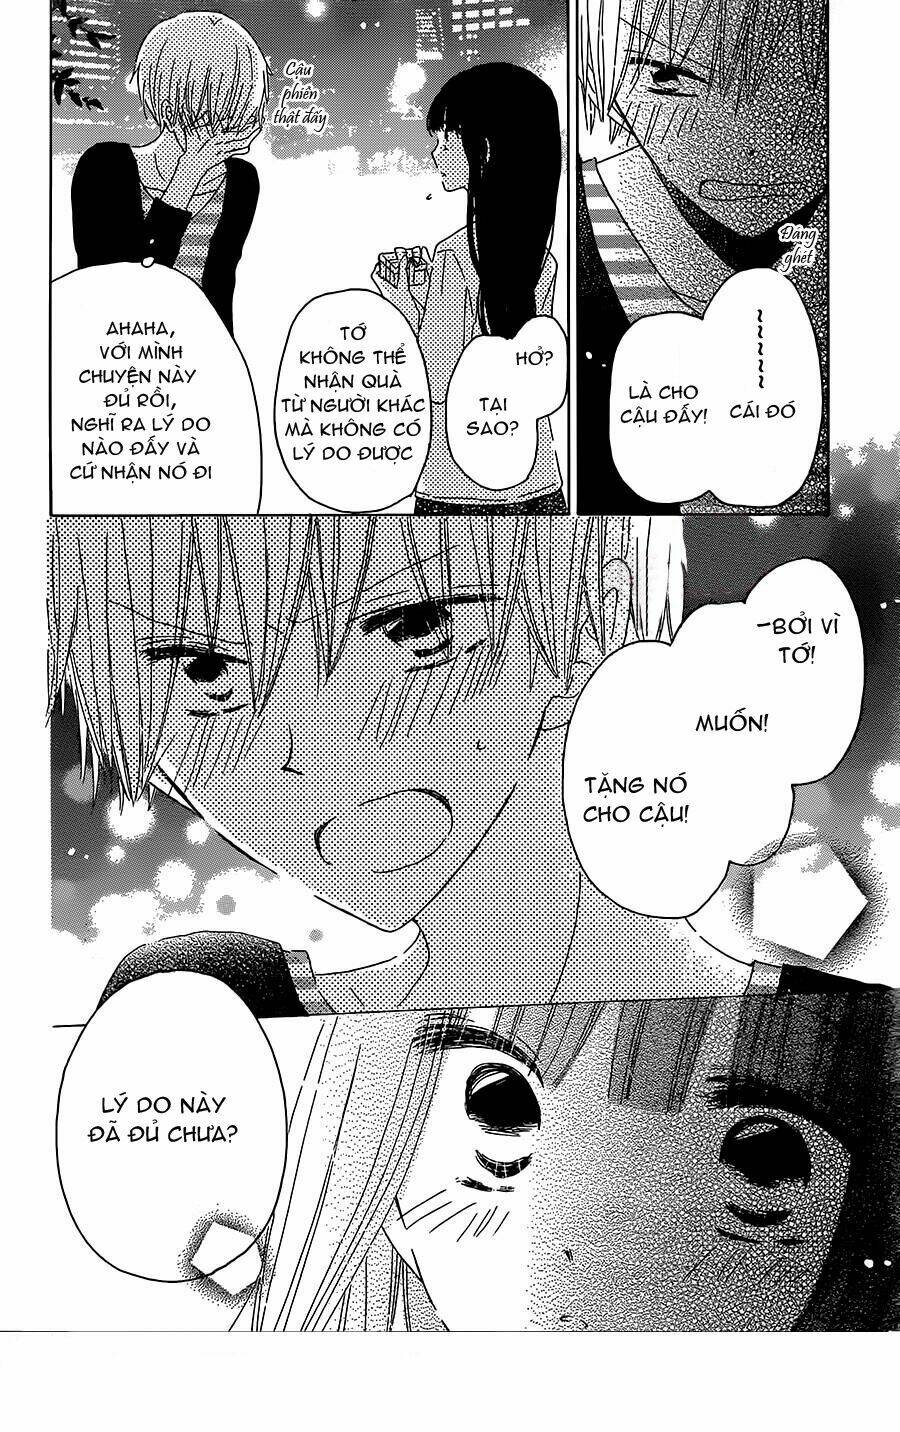 Đáng
ghét
~~~~~
CÁI ĐÓ
LÀ CHO
CẬU ĐẤY!
HỞ?
TẠI
SAO?
TỚ
KHÔNG THỂ
NHẬN QUÀ
TỪ NGƯỜI KHÁC
MÀ KHÔNG CÓ
LÝ DO ĐƯỢC
Cậu
phiền
thật đấy
AHAHA,
VỚI MÌNH
CHUYỆN NÀY
ĐỦ RỒI,
NGHĨ RA LÝ DO
NÀO ĐẤY VÀ
CỨ NHẬN NÓ ĐI
-BỞI VÌ
TỚ!
MUỐN!
TẶNG NÓ
CHO CẬU!
LÝ DO NÀY
ĐÃ ĐỦ CHƯA?